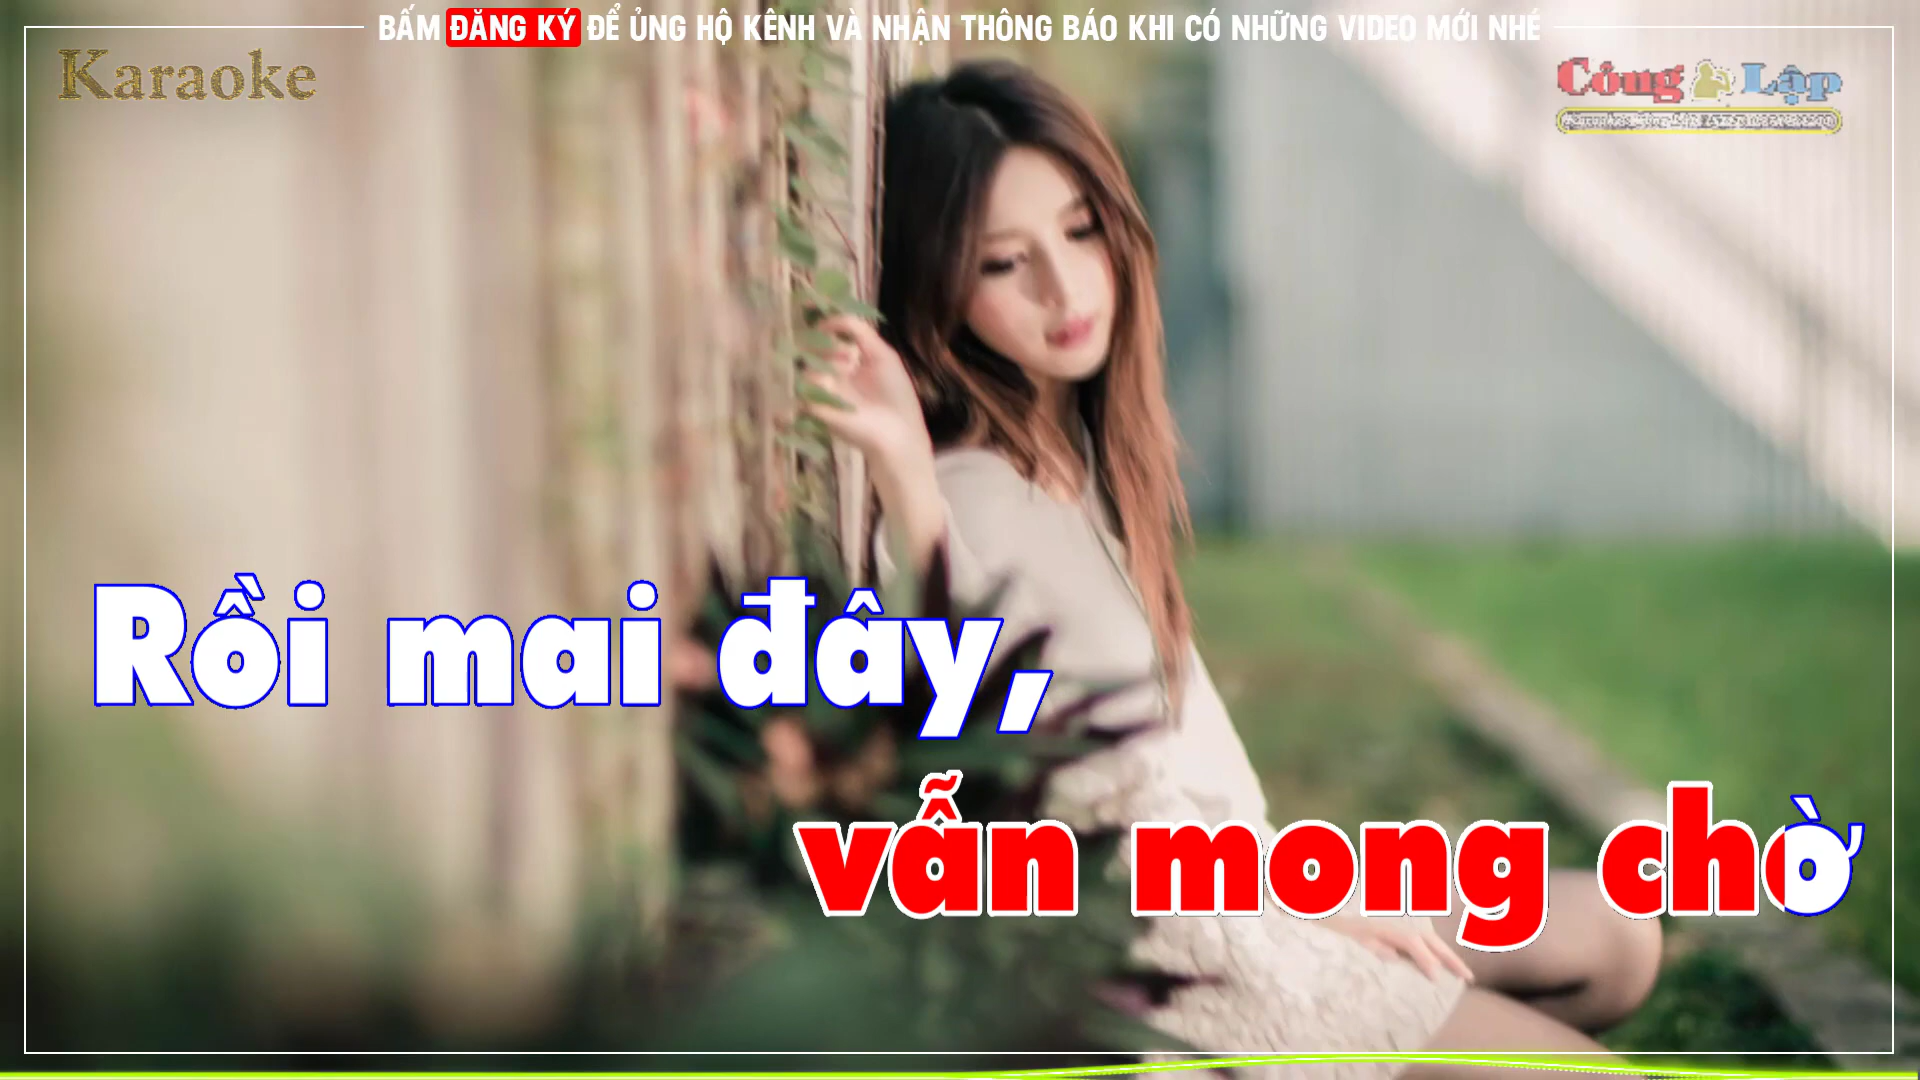 BẤM ĐĂNG KÝ ĐỂ ỦNG HỘ KÊNH VÀ NHẬN THÔNG BÁO KHI CÓ NHỮNG VIDEO MỚI NHÉ
Karaoke
Công Lập
Rồi mai đây,
vẫn mong chờ